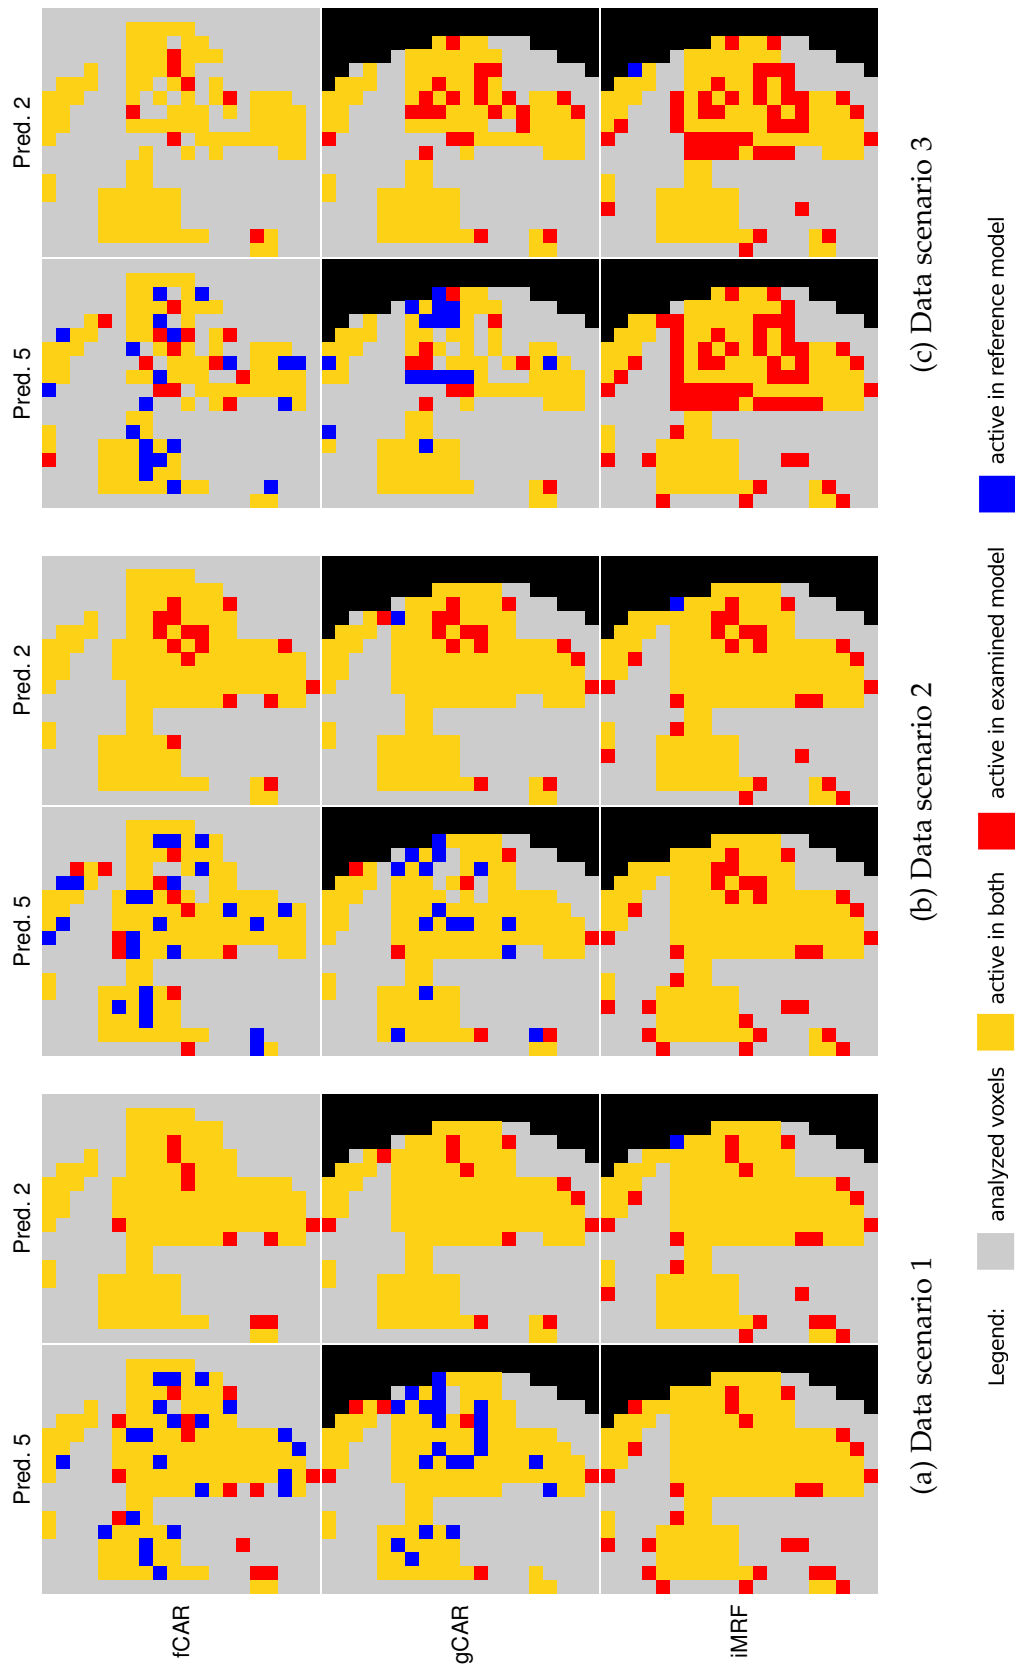 Pred. 5
Pred. 2
Pred. 5
Pred. 2
Pred. 5
Pred. 2
fCAR
gCAR
iMRF
(a) Data scenario 1
(b) Data scenario 2
(c) Data scenario 3
Legend: analyzed voxels active in both active in examined model active in reference model